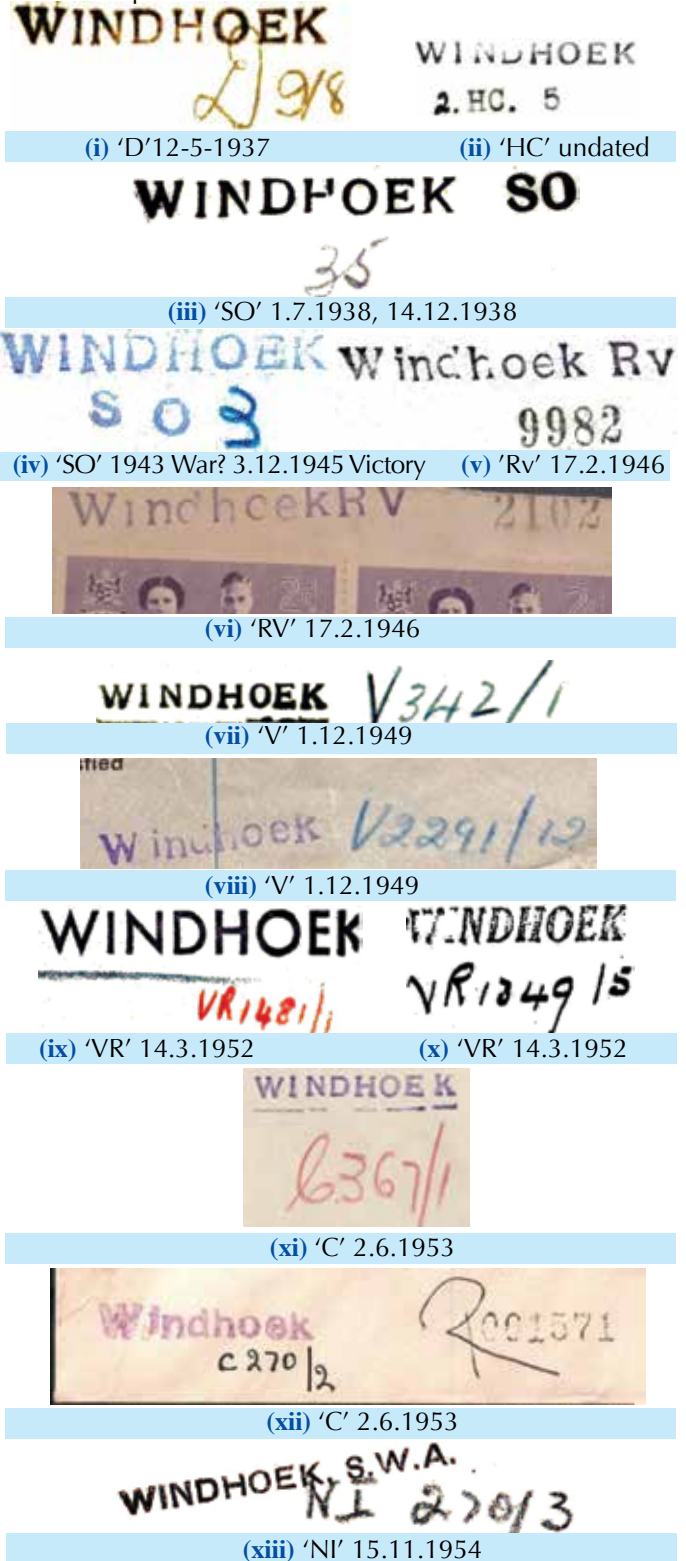 WINDHOEK
D 918
WINDHOEK
2. HC. 5
(i) ‘D’12-5-1937
(ii) ‘HC’ undated
WINDHOEK SO
35
(iii) ‘SO’ 1.7.1938, 14.12.1938
WINDHOEK
S O 3
Windhoek Rv
9982
(iv) ‘SO’ 1943 War? 3.12.1945 Victory
(v) ’Rv’ 17.2.1946
WindhoekRV 2102
(vi) ‘RV’ 17.2.1946
WINDHOEK V342/1
(vii) ‘V’ 1.12.1949
Windhoek V2291/12
(viii) ‘V’ 1.12.1949
WINDHOEK
VR1481/1
WINDHOEK
VR1349/5
(ix) ‘VR’ 14.3.1952
(x) ‘VR’ 14.3.1952
WINDHOEK
C367/1
(xi) ‘C’ 2.6.1953
Windhoek
C270/2
R001571
(xii) ‘C’ 2.6.1953
WINDHOEK, S.W.A.
NI 270/3
(xiii) ‘NI’ 15.11.1954